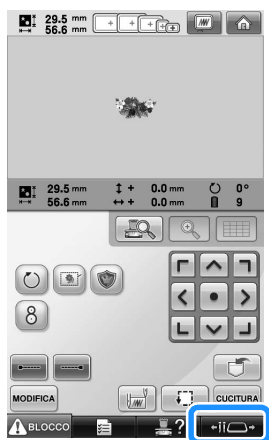 29.5 mm
56.6 mm
29.5 mm + 0.0 mm 0°
56.6 mm + 0.0 mm 9
8
MODIFICA
CUCITURA
BLOCCO
?